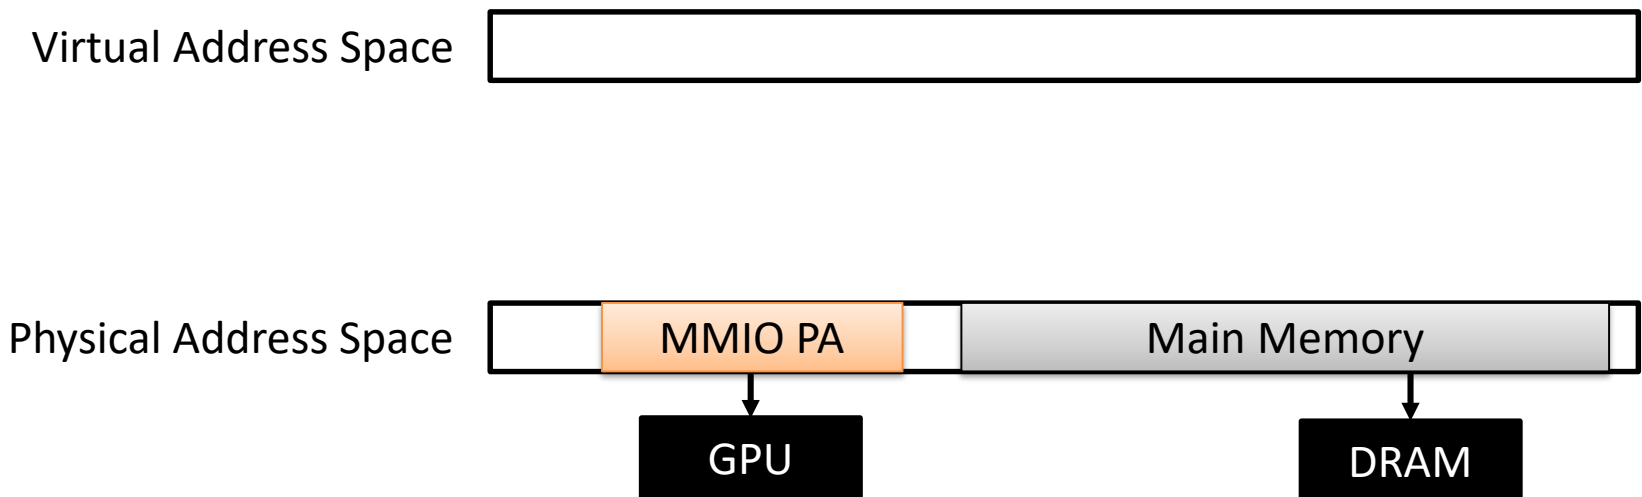 Virtual Address Space
Physical Address Space
MMIO PA
Main Memory
GPU
DRAM